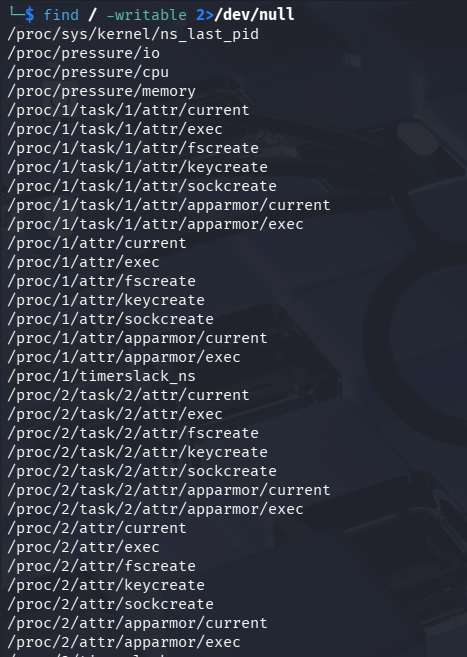 └─$ find / -writable 2>/dev/null
/proc/sys/kernel/ns_last_pid
/proc/pressure/io
/proc/pressure/cpu
/proc/pressure/memory
/proc/1/task/1/attr/current
/proc/1/task/1/attr/exec
/proc/1/task/1/attr/fscreate
/proc/1/task/1/attr/keycreate
/proc/1/task/1/attr/sockcreate
/proc/1/task/1/attr/apparmor/current
/proc/1/task/1/attr/apparmor/exec
/proc/1/attr/current
/proc/1/attr/exec
/proc/1/attr/fscreate
/proc/1/attr/keycreate
/proc/1/attr/sockcreate
/proc/1/attr/apparmor/current
/proc/1/attr/apparmor/exec
/proc/1/timerslack_ns
/proc/2/task/2/attr/current
/proc/2/task/2/attr/exec
/proc/2/task/2/attr/fscreate
/proc/2/task/2/attr/keycreate
/proc/2/task/2/attr/sockcreate
/proc/2/task/2/attr/apparmor/current
/proc/2/task/2/attr/apparmor/exec
/proc/2/attr/current
/proc/2/attr/exec
/proc/2/attr/fscreate
/proc/2/attr/keycreate
/proc/2/attr/sockcreate
/proc/2/attr/apparmor/current
/proc/2/attr/apparmor/exec